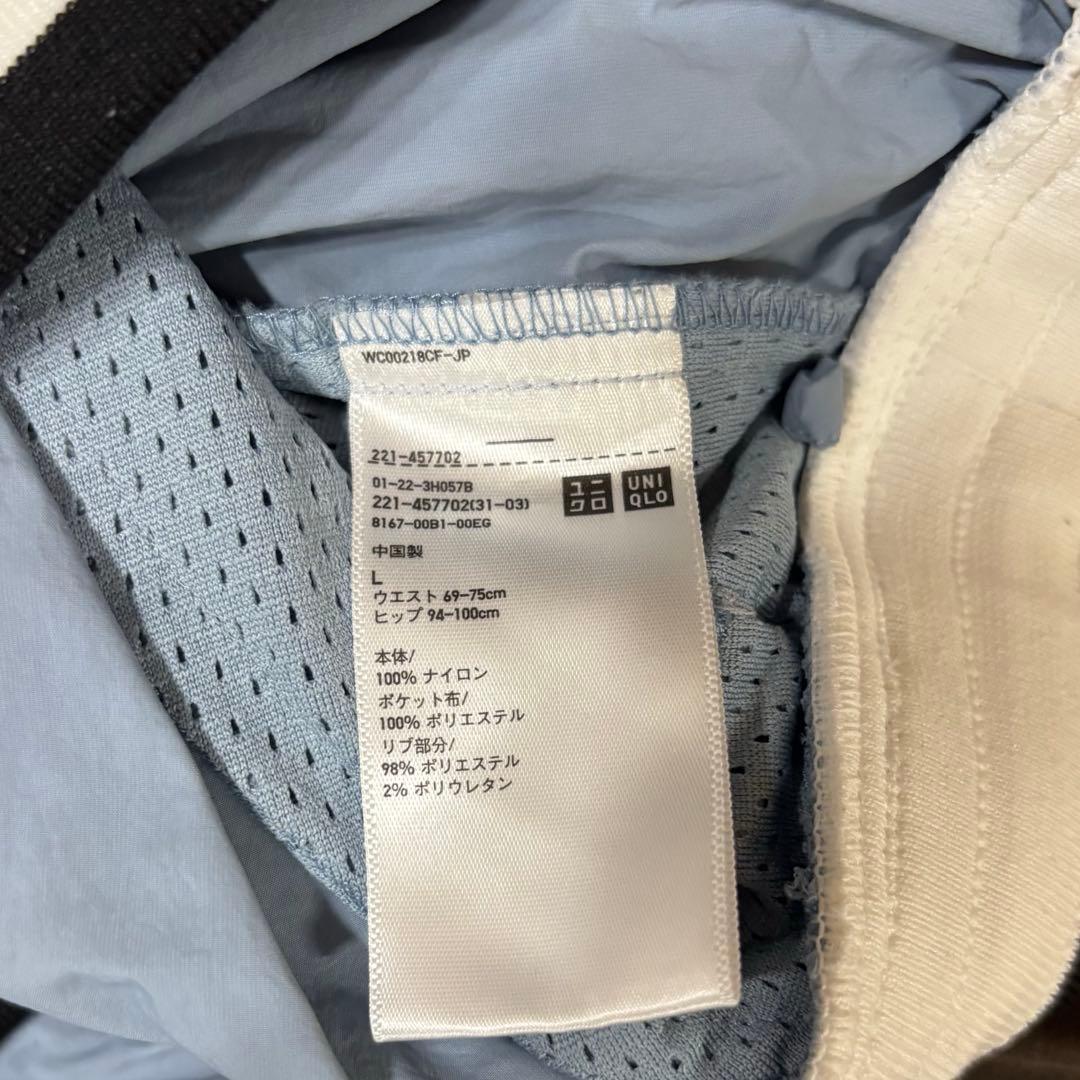 WC00218CF-JP
221-457702
01-22-3H057B
221-457702(31-03)
8167-00B1-00EG
ユニクロ
UNIQLO
中国製
L
ウエスト 69-75cm
ヒップ 94-100cm
本体/
100% ナイロン
ポケット布/
100% ポリエステル
リブ部分/
98% ポリエステル
2% ポリウレタン